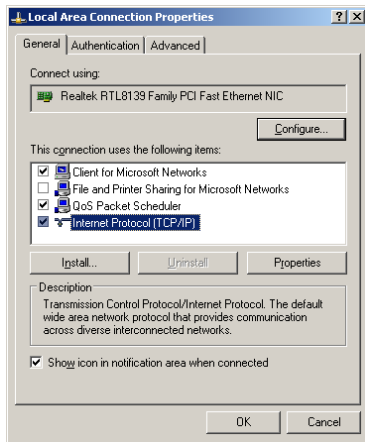 Local Area Connection Properties
General Authentication Advanced
Connect using:
Realtek RTL8139 Family PCI Fast Ethernet NIC
Configure...
This connection uses the following items:
Client for Microsoft Networks
File and Printer Sharing for Microsoft Networks
QoS Packet Scheduler
Internet Protocol (TCP/IP)
Install... Uninstall Properties
Description
Transmission Control Protocol/Internet Protocol. The default
wide area network protocol that provides communication
across diverse interconnected networks.
Show icon in notification area when connected
OK Cancel